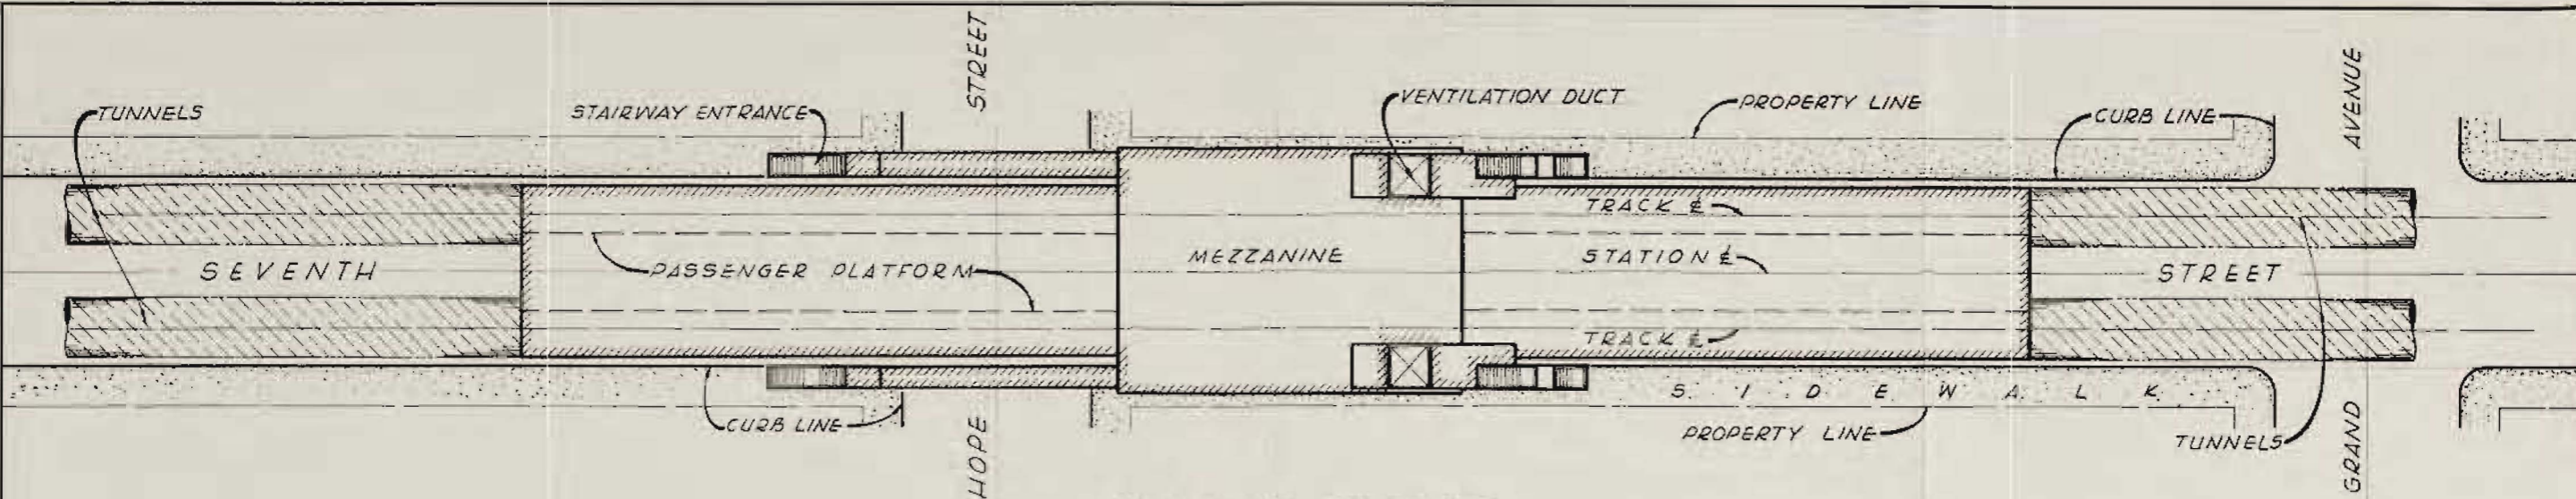 STREET
AVENUE
TUNNELS
STAIRWAY ENTRANCE
VENTILATION DUCT
PROPERTY LINE
CURB LINE
TRACK ℄
SEVENTH
PASSENGER PLATFORM
MEZZANINE
STATION ℄
STREET
TRACK ℄
SIDEWALK
CURB LINE
PROPERTY LINE
TUNNELS
HOPE
GRAND